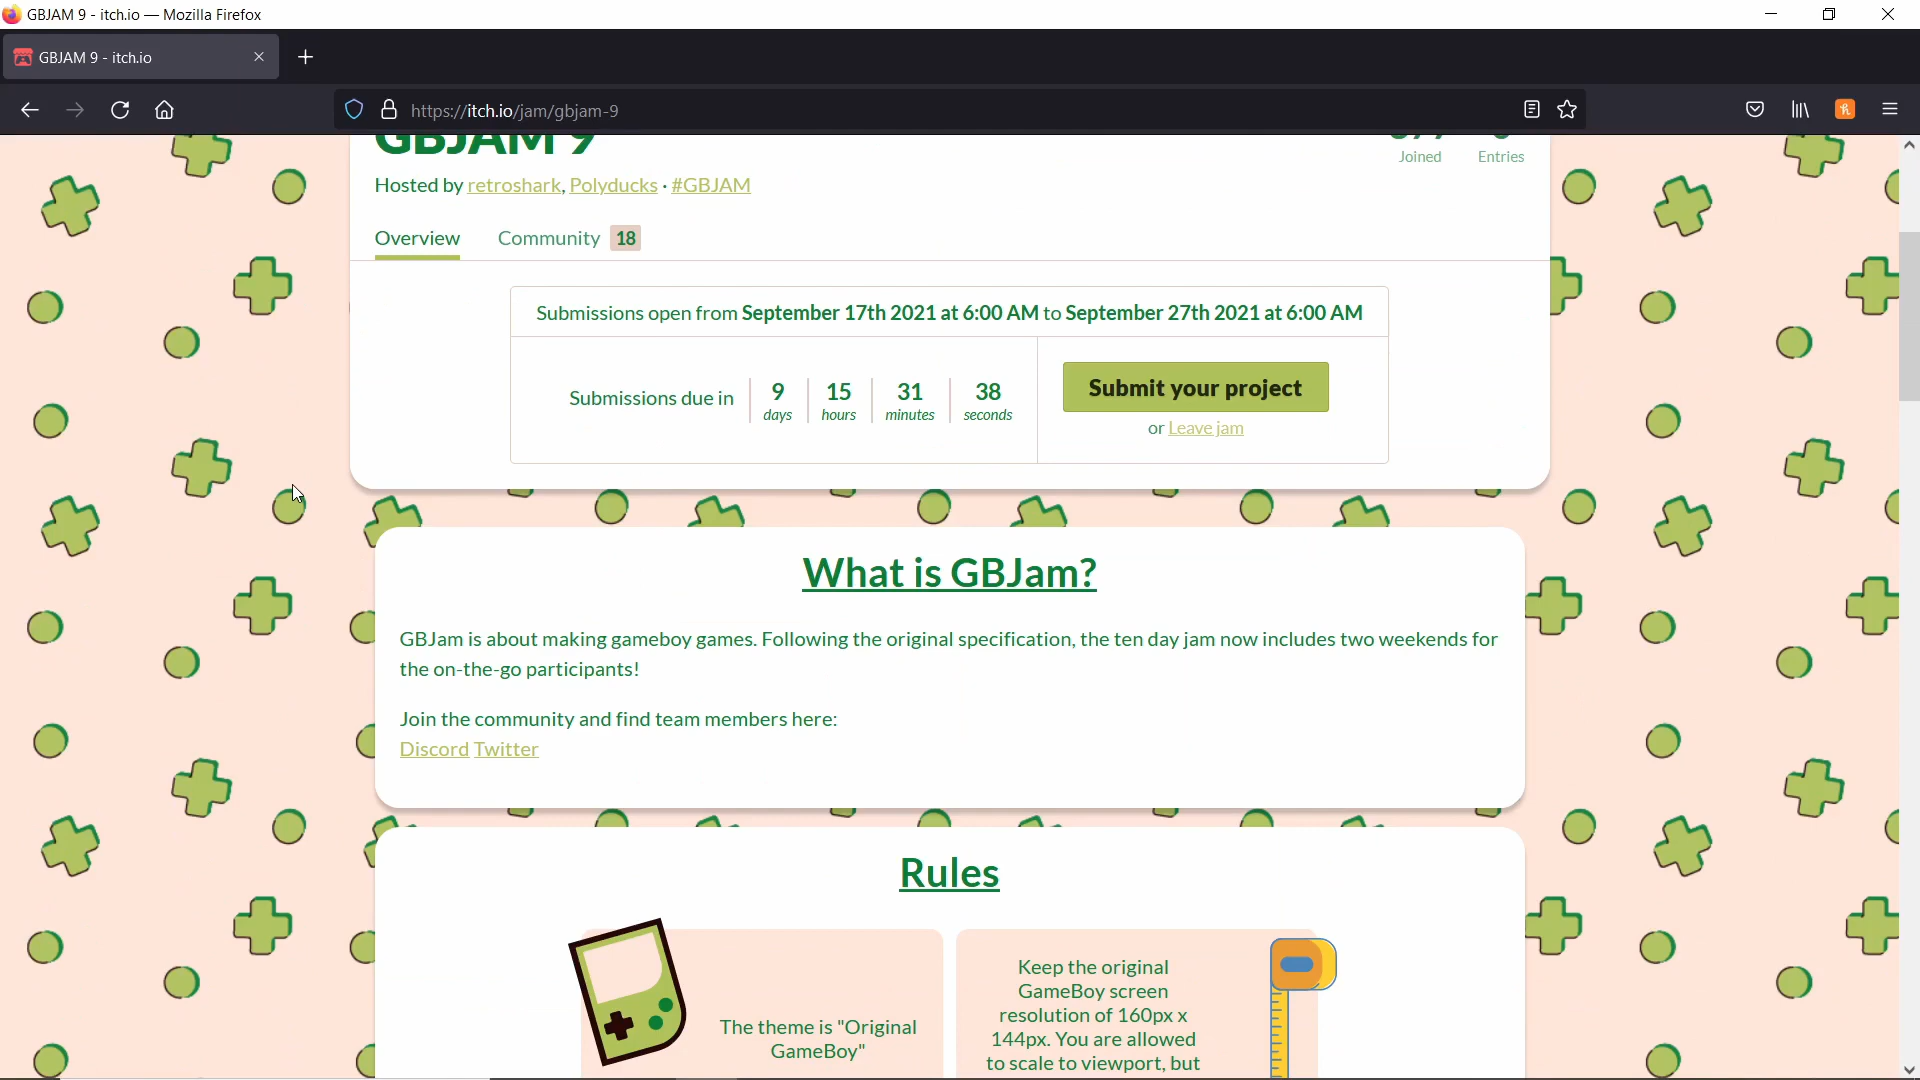 GBJAM 9 - itch.io — Mozilla Firefox
GBJAM 9 - itch.io
https://itch.io/jam/gbjam-9
GBJAM 9
Joined
Entries
Hosted by retroshark, Polyducks · #GBJAM
Overview
Community 18
Submissions open from September 17th 2021 at 6:00 AM to September 27th 2021 at 6:00 AM
Submissions due in
9 15 31 38
days hours minutes seconds
Submit your project
or Leave jam
What is GBJam?
GBJam is about making gameboy games. Following the original specification, the ten day jam now includes two weekends for
the on-the-go participants!
Join the community and find team members here:
Discord Twitter
Rules
The theme is "Original
GameBoy"
Keep the original
GameBoy screen
resolution of 160px x
144px. You are allowed
to scale to viewport, but